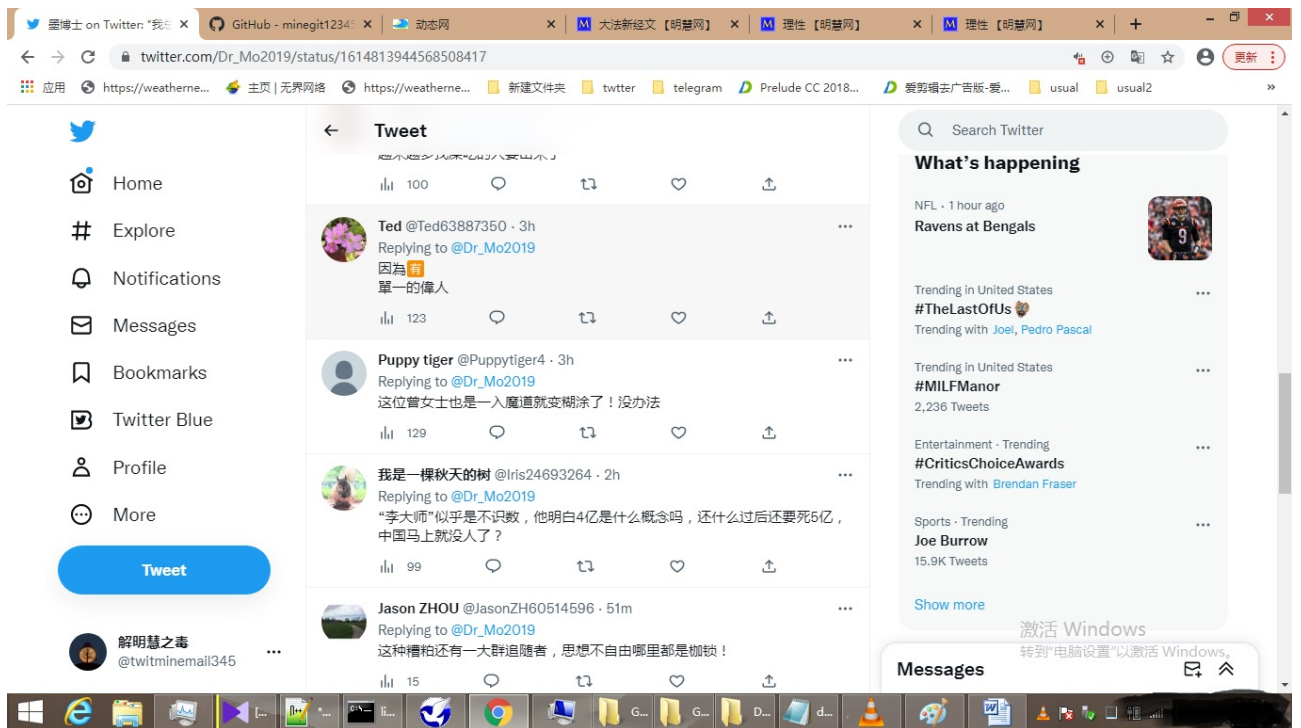 墨博士 on Twitter: "我
GitHub - minegit1234
动态网
大法新经文【明慧网】
理性 【明慧网】
理性 【明慧网】
twitter.com/Dr_Mo2019/status/1614813944568508417
更新
应用
https://weatherne...
主页 | 无界网络
https://weatherne...
新建文件夹
twtter
telegram
Prelude CC 2018...
爱剪辑去广告版-爱...
usual
usual2
»
Home
Explore
Notifications
Messages
Bookmarks
Twitter Blue
Profile
More
Tweet
解明慧之毒
@twitminemail345
Tweet
100
Ted @Ted63887350 · 3h
Replying to @Dr_Mo2019
因為🈶
單一的偉人
123
Puppy tiger @Puppytiger4 · 3h
Replying to @Dr_Mo2019
这位曾女士也是一入魔道就变糊涂了！没办法
129
我是一棵秋天的树 @Iris24693264 · 2h
Replying to @Dr_Mo2019
“李大师”似乎是不识数，他明白4亿是什么概念吗，还什么过后还要死5亿，
中国马上就没人了？
99
Jason ZHOU @JasonZH60514596 · 51m
Replying to @Dr_Mo2019
这种糟粕还有一大群追随者，思想不自由哪里都是枷锁！
15
Search Twitter
What's happening
NFL · 1 hour ago
Ravens at Bengals
Trending in United States
#TheLastOfUs
Trending with Joel, Pedro Pascal
Trending in United States
#MILFManor
2,236 Tweets
Entertainment · Trending
#CriticsChoiceAwards
Trending with Brendan Fraser
Sports · Trending
Joe Burrow
15.9K Tweets
Show more
激活 Windows
转到"电脑设置"以激活 Windows。
Messages
[...
*...
li...
G...
G...
D...
d...